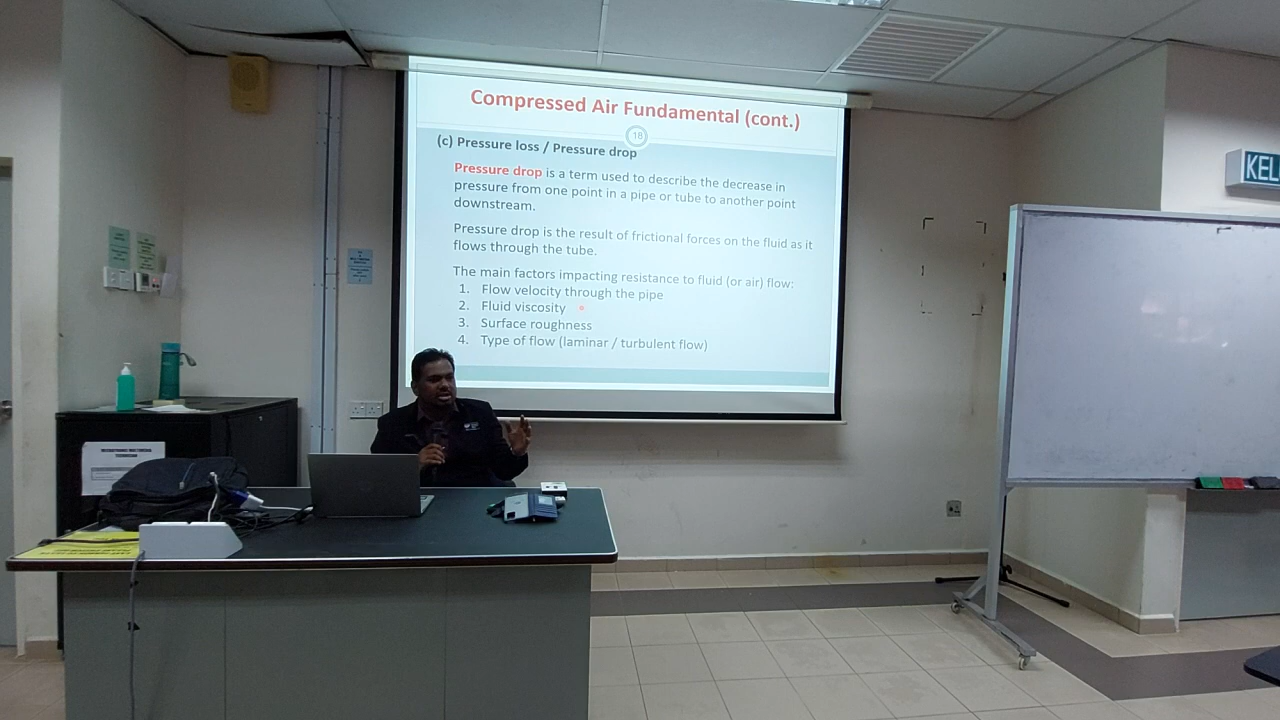 Compressed Air Fundamental (cont.)
18
(c) Pressure loss / Pressure drop
Pressure drop is a term used to describe the decrease in
pressure from one point in a pipe or tube to another point
downstream.
Pressure drop is the result of frictional forces on the fluid as it
flows through the tube.
The main factors impacting resistance to fluid (or air) flow:
1. Flow velocity through the pipe
2. Fluid viscosity
3. Surface roughness
4. Type of flow (laminar / turbulent flow)
KEL